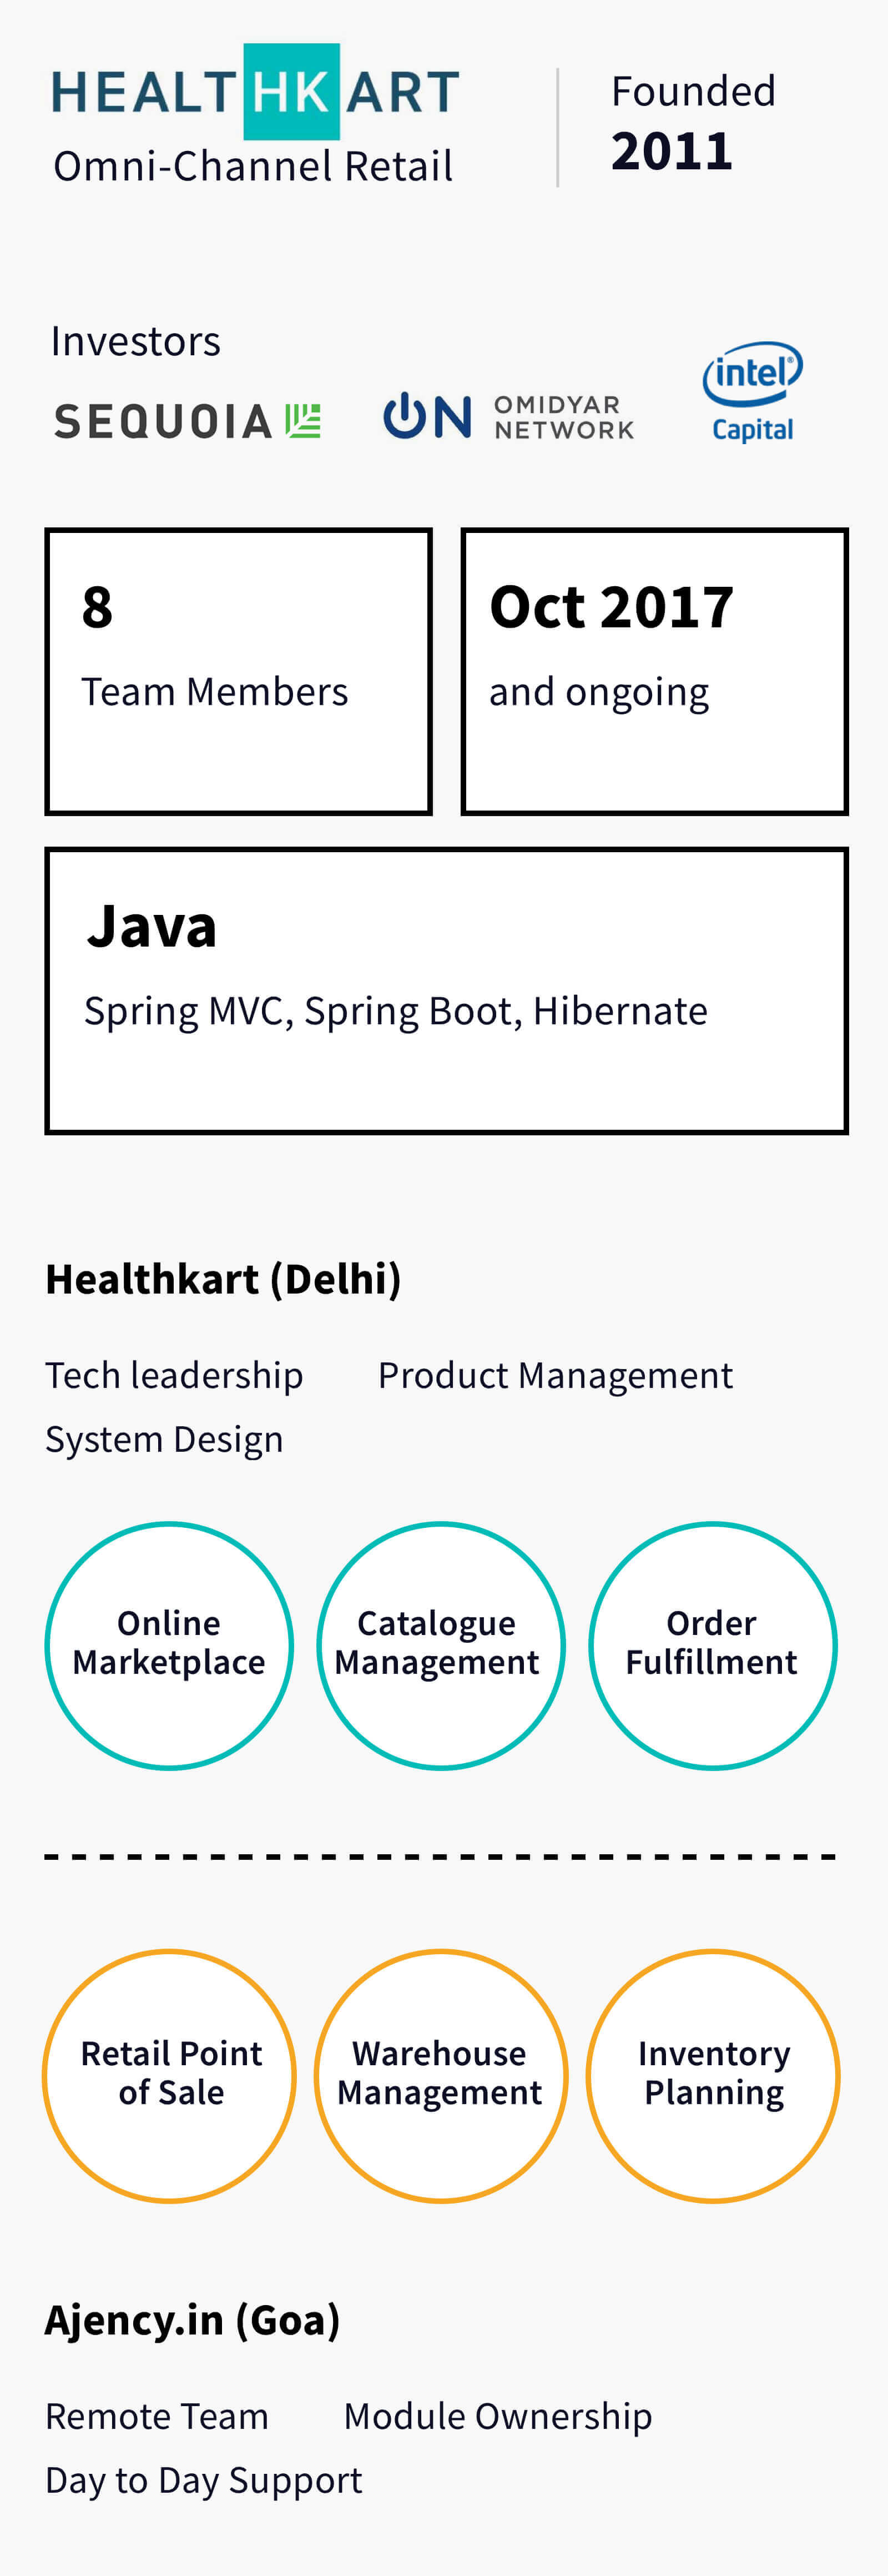 HEALTHKART
Founded
Omni-Channel Retail
2011
Investors
SEQUOIA
ON
OMIDYAR
NETWORK
intel
Capital
8
Team Members
Oct 2017
and ongoing
Java
Spring MVC, Spring Boot, Hibernate
Healthkart (Delhi)
Tech leadership
Product Management
System Design
Online
Marketplace
Catalogue
Management
Order
Fulfillment
Retail Point
of Sale
Warehouse
Management
Inventory
Planning
Ajency.in (Goa)
Remote Team
Module Ownership
Day to Day Support